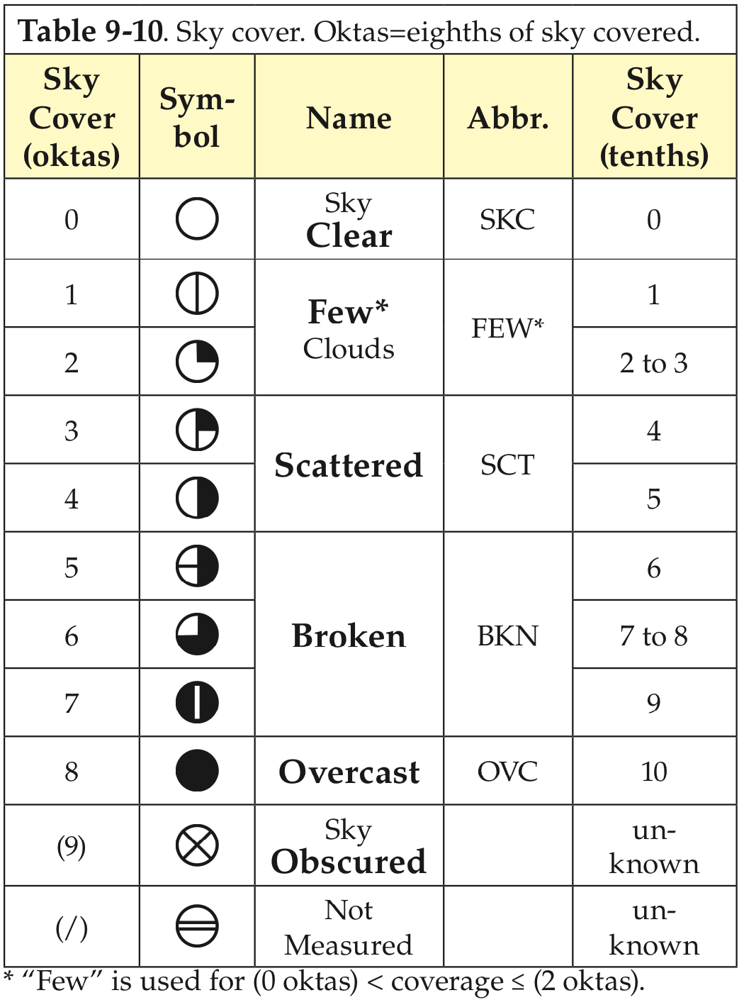 Table 9-10. Sky cover. Oktas=eighths of sky covered.
Sky Cover (oktas) Sym-bol Name Abbr. Sky Cover (tenths)
0 Sky Clear SKC 0
1 Few* Clouds FEW* 1
2 2 to 3
3 Scattered SCT 4
4 5
5 Broken BKN 6
6 7 to 8
7 9
8 Overcast OVC 10
(9) Sky Obscured un-known
(/) Not Measured un-known
* “Few” is used for (0 oktas) < coverage ≤ (2 oktas).